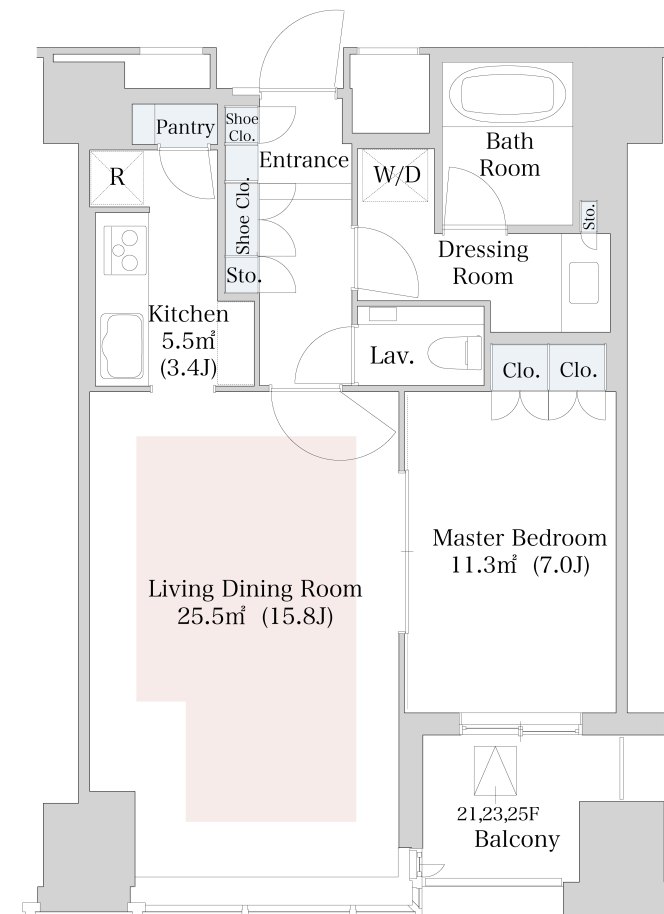 Pantry
Shoe
Clo.
Bath
Room
Entrance
R
W/D
Shoe Clo.
Sto.
Dressing
Room
Sto.
Kitchen
5.5㎡
(3.4J)
Lav.
Clo.
Clo.
Master Bedroom
11.3㎡ (7.0J)
Living Dining Room
25.5㎡ (15.8J)
21,23,25F
Balcony